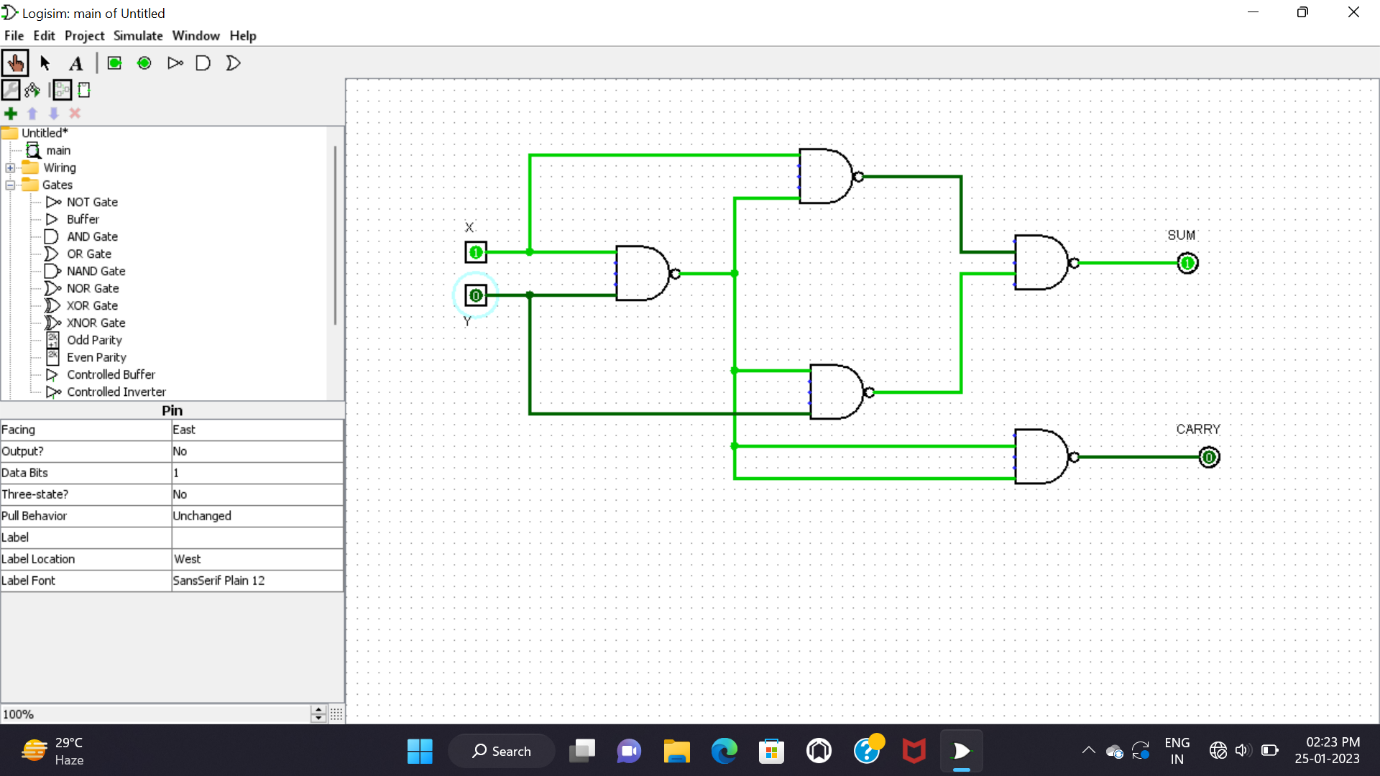 Logisim: main of Untitled
File Edit Project Simulate Window Help
A
Untitled*
main
Wiring
Gates
NOT Gate
Buffer
AND Gate
OR Gate
NAND Gate
NOR Gate
XOR Gate
XNOR Gate
Odd Parity
Even Parity
Controlled Buffer
Controlled Inverter
Pin
Facing East
Output? No
Data Bits 1
Three-state? No
Pull Behavior Unchanged
Label
Label Location West
Label Font SansSerif Plain 12
100%
X
1
0
Y
SUM
1
CARRY
0
29°C
Haze
Search
ENG
IN
02:23 PM
25-01-2023